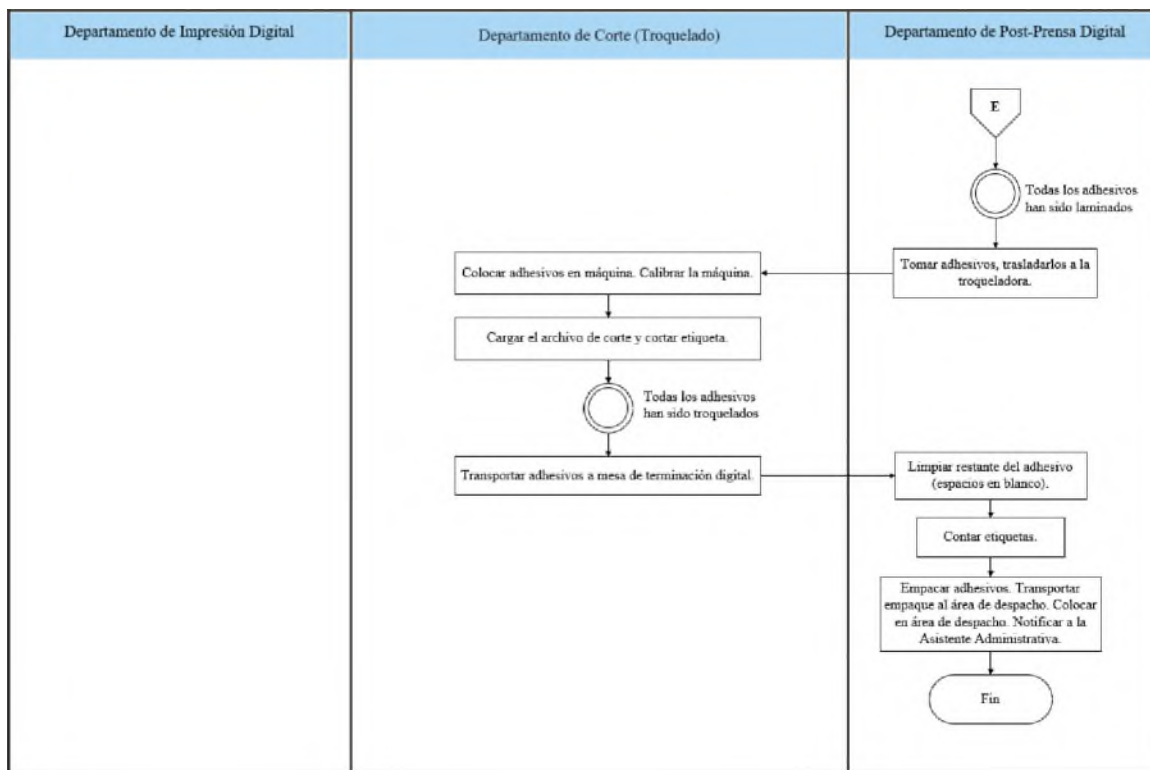 Departamento de Impresión Digital
Departamento de Corte (Troquelado)
Departamento de Post-Prensa Digital
E
Todas los adhesivos
han sido laminados
Tomar adhesivos, trasladarlos a la
troqueladora.
Colocar adhesivos en máquina. Calibrar la máquina.
Cargar el archivo de corte y cortar etiqueta.
Todas los adhesivos
han sido troquelados
Transportar adhesivos a mesa de terminación digital.
Limpiar restante del adhesivo
(espacios en blanco).
Contar etiquetas.
Empacar adhesivos. Transportar
empaque al área de despacho. Colocar
en área de despacho. Notificar a la
Asistente Administrativa.
Fin